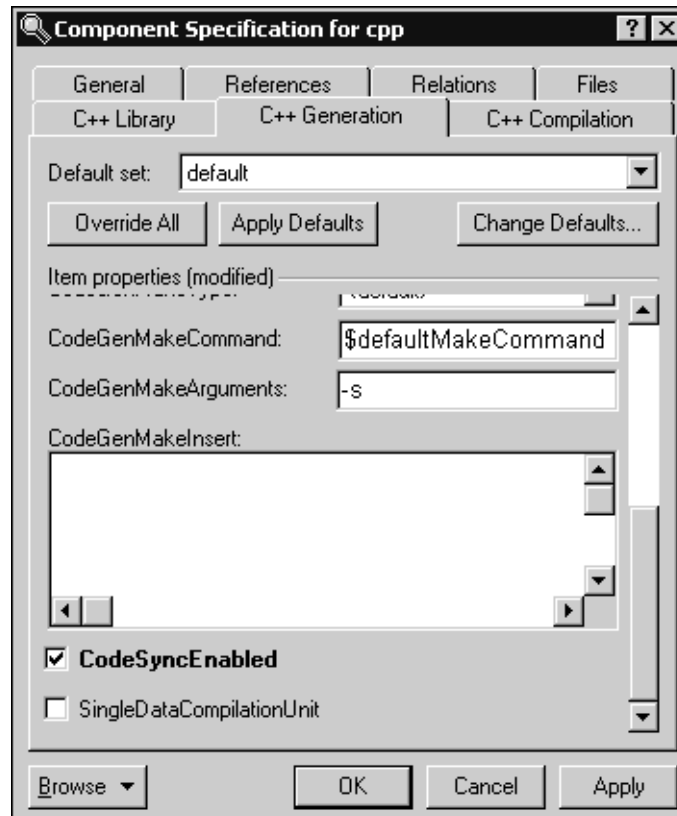 Component Specification for cpp
General References Relations Files
C++ Library C++ Generation C++ Compilation
Default set: default
Override All Apply Defaults Change Defaults...
Item properties (modified)
CodeGenMakeCommand: $defaultMakeCommand
CodeGenMakeArguments: -s
CodeGenMakeInsert:
CodeSyncEnabled
SingleDataCompilationUnit
Browse OK Cancel Apply